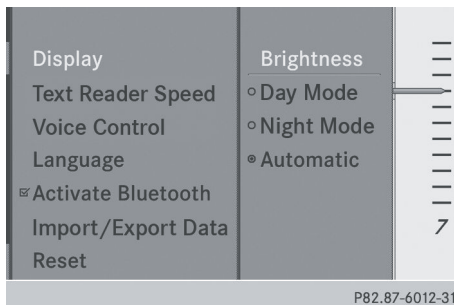 Display
Text Reader Speed
Voice Control
Language
Activate Bluetooth
Import/Export Data
Reset
Brightness
Day Mode
Night Mode
Automatic
7
P82.87-6012-31